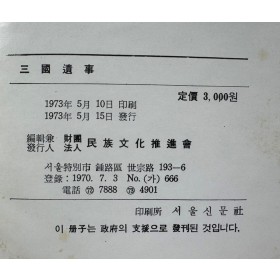 三國遺事
定價 3,000원
1973年 5月 10日 印刷
1973年 5月 15日 發行
編輯兼 財團
發行人 法人 民族文化推進會
서울特別市 鍾路區 世宗路 193－6
登錄：1970. 7. 3 No. (가) 666
電話 ⑫ 7888 ⑬ 4901
印刷所 서울신문社
이 册子는 政府의 支援으로 發刊된 것입니다.